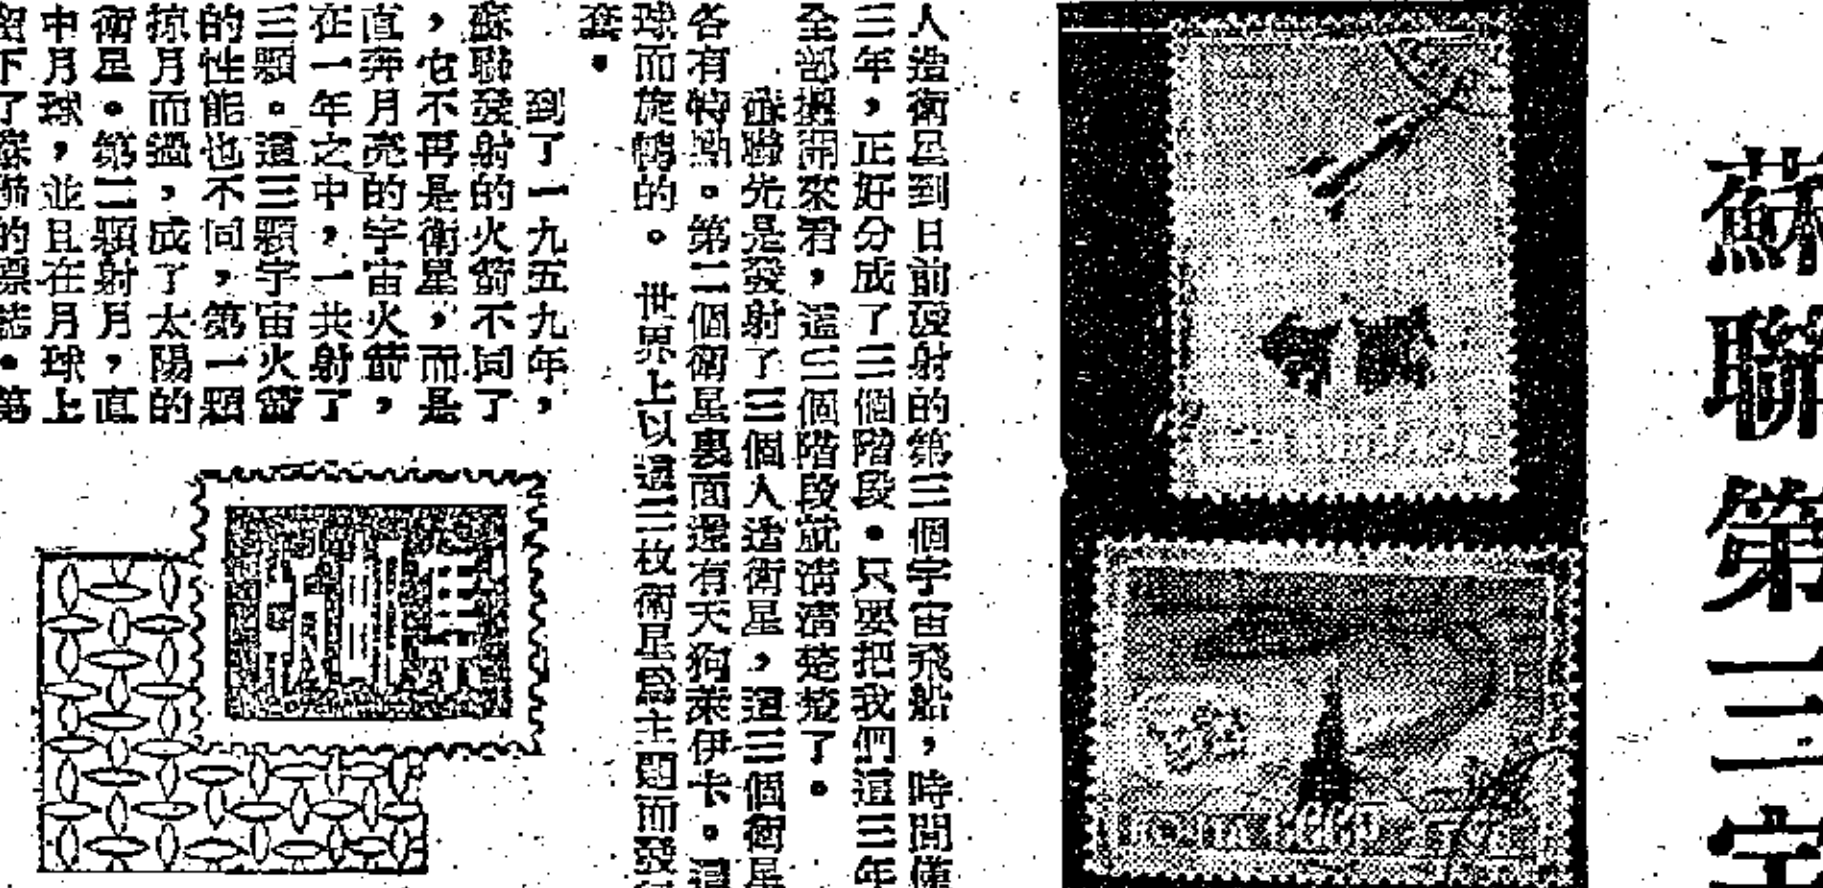 蘇聯第三宇
人造衛星到日前發射的第三個宇宙飛船，時間僅
三年，正好分成了三個階段。只要把我們這三年
全部攤開來看，這三個階段就清清楚楚了。
蘇聯先是發射了三個人造衛星，這三個衛星
各有特點。第二個衛星裏面還有天狗萊伊卡。這
球而旋轉的。世界上以這三枚衛星爲主題而發行
套。
到了一九五九年，
蘇聯發射的火箭不同了
，它不再是衛星，而是
直奔月亮的宇宙火箭，
在一年之中，一共射了
三顆。這三顆宇宙火箭
的性能也不同，第一顆
掠月而過，成了太陽的
衛星。第二顆射月，直
中月球，並且在月球上
留下了蘇聯的標誌。第